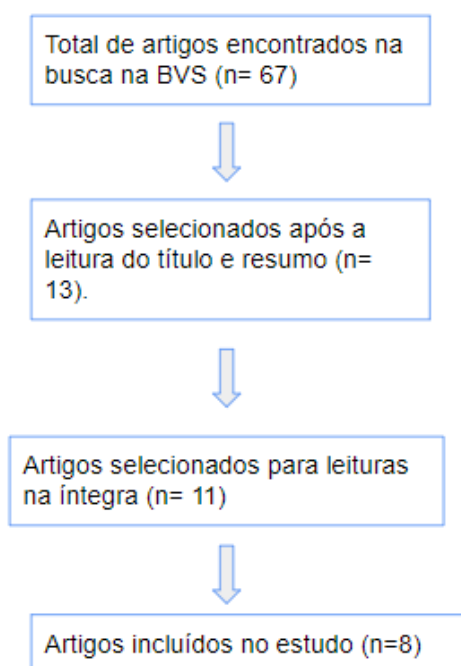 Total de artigos encontrados na
busca na BVS (n= 67)
Artigos selecionados após a
leitura do título e resumo (n=
13).
Artigos selecionados para leituras
na íntegra (n= 11)
Artigos incluídos no estudo (n=8)